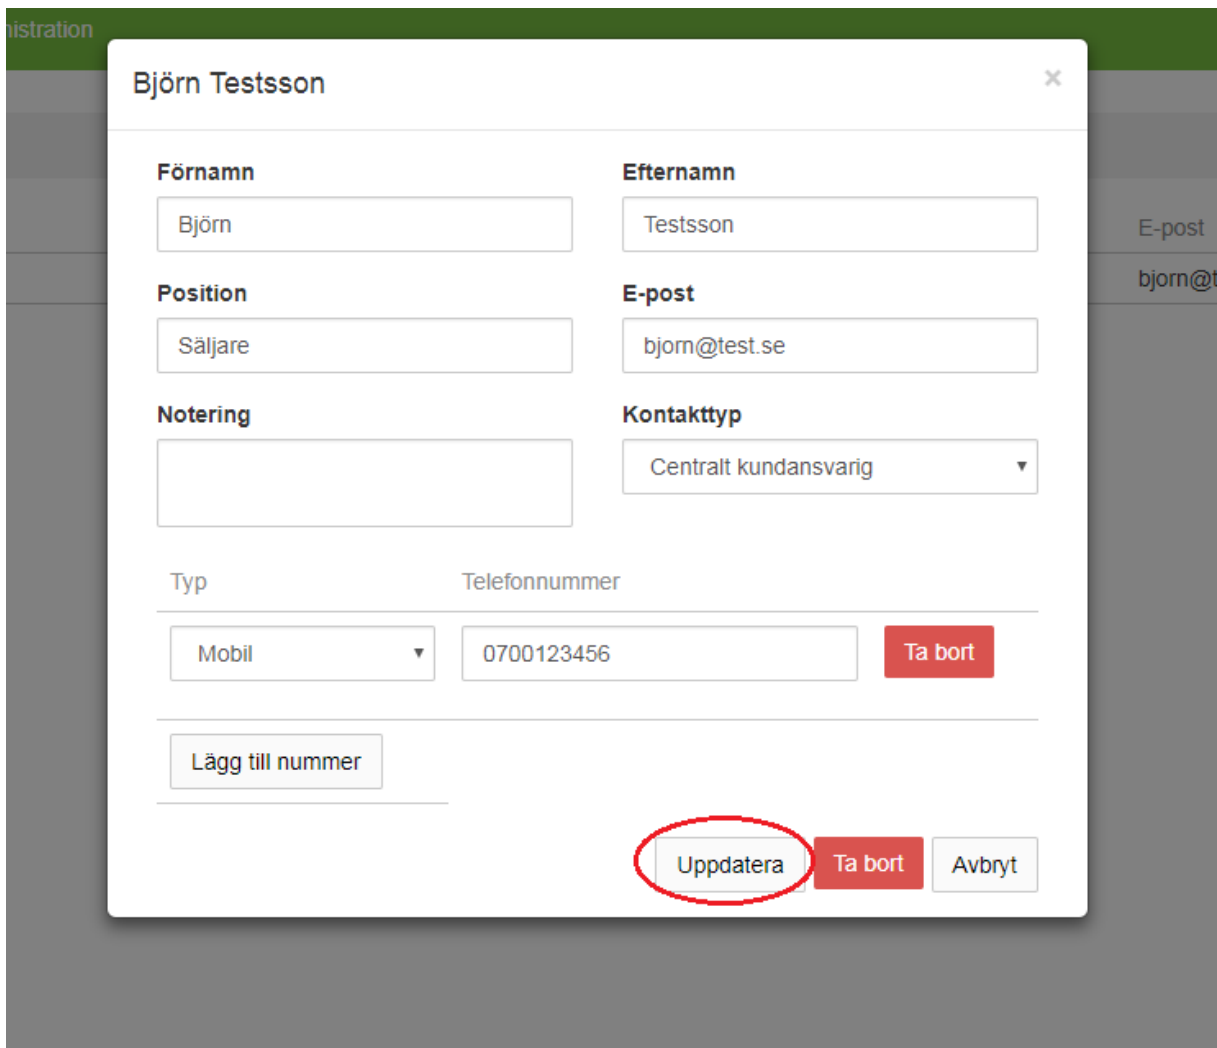 nistration
Björn Testsson ×
Förnamn Efternamn
Björn Testsson
E-post
Position E-post
bjorn@t
Säljare bjorn@test.se
Notering Kontakttyp
Centralt kundansvarig
Typ Telefonnummer
Mobil 0700123456 Ta bort
Lägg till nummer
Uppdatera Ta bort Avbryt